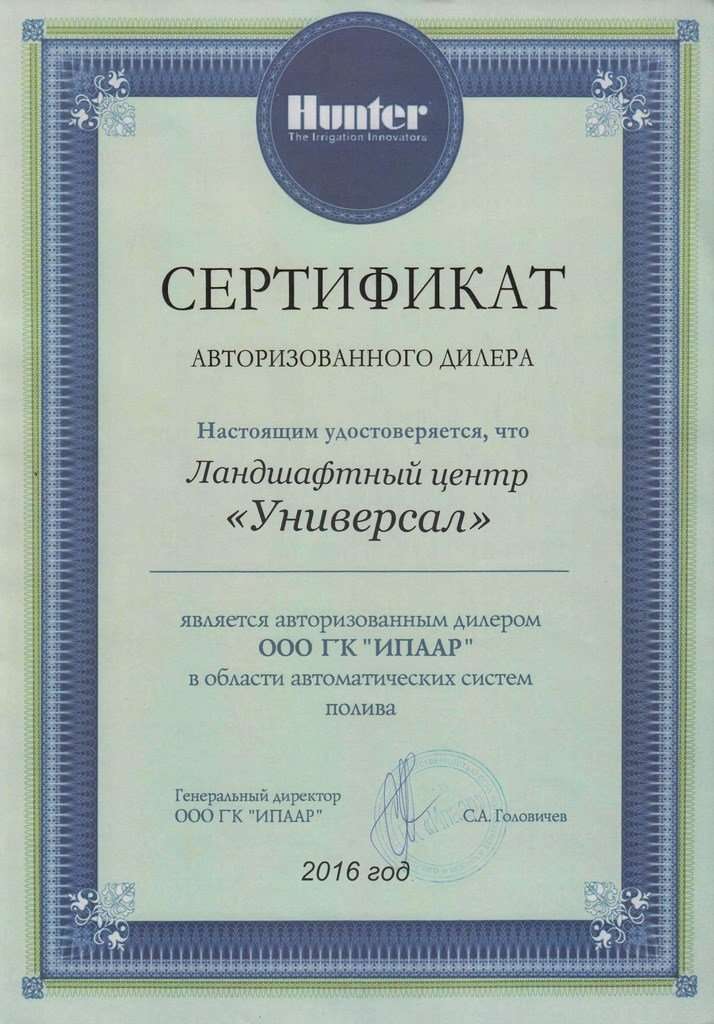 Hunter
The Irrigation Innovators
СЕРТИФИКАТ
АВТОРИЗОВАННОГО ДИЛЕРА
Настоящим удостоверяется, что
Ландшафтный центр
«Универсал»
является авторизованным дилером
ООО ГК "ИПААР"
в области автоматических систем
полива
Генеральный директор
ООО ГК "ИПААР"
С.А. Головичев
2016 год